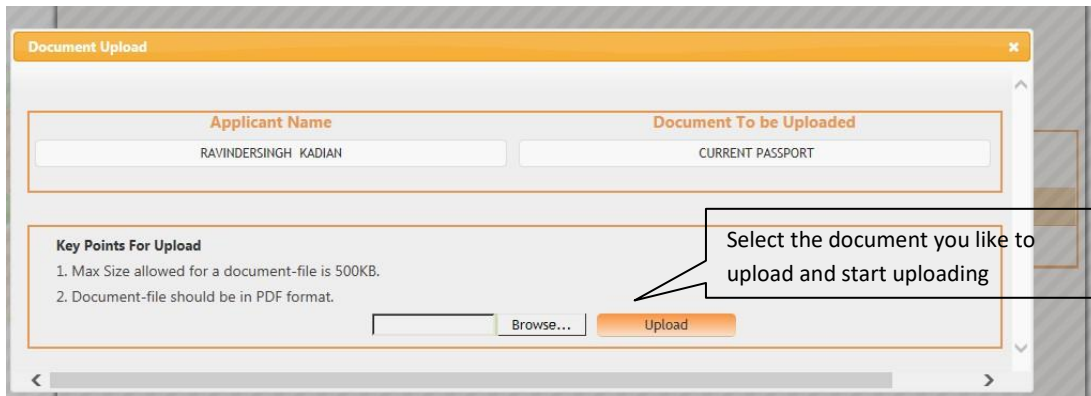 Document Upload
Applicant Name
Document To be Uploaded
RAVINDERSINGH KADIAN
CURRENT PASSPORT
Key Points For Upload
1. Max Size allowed for a document-file is 500KB.
2. Document-file should be in PDF format.
Select the document you like to
upload and start uploading
Browse...
Upload